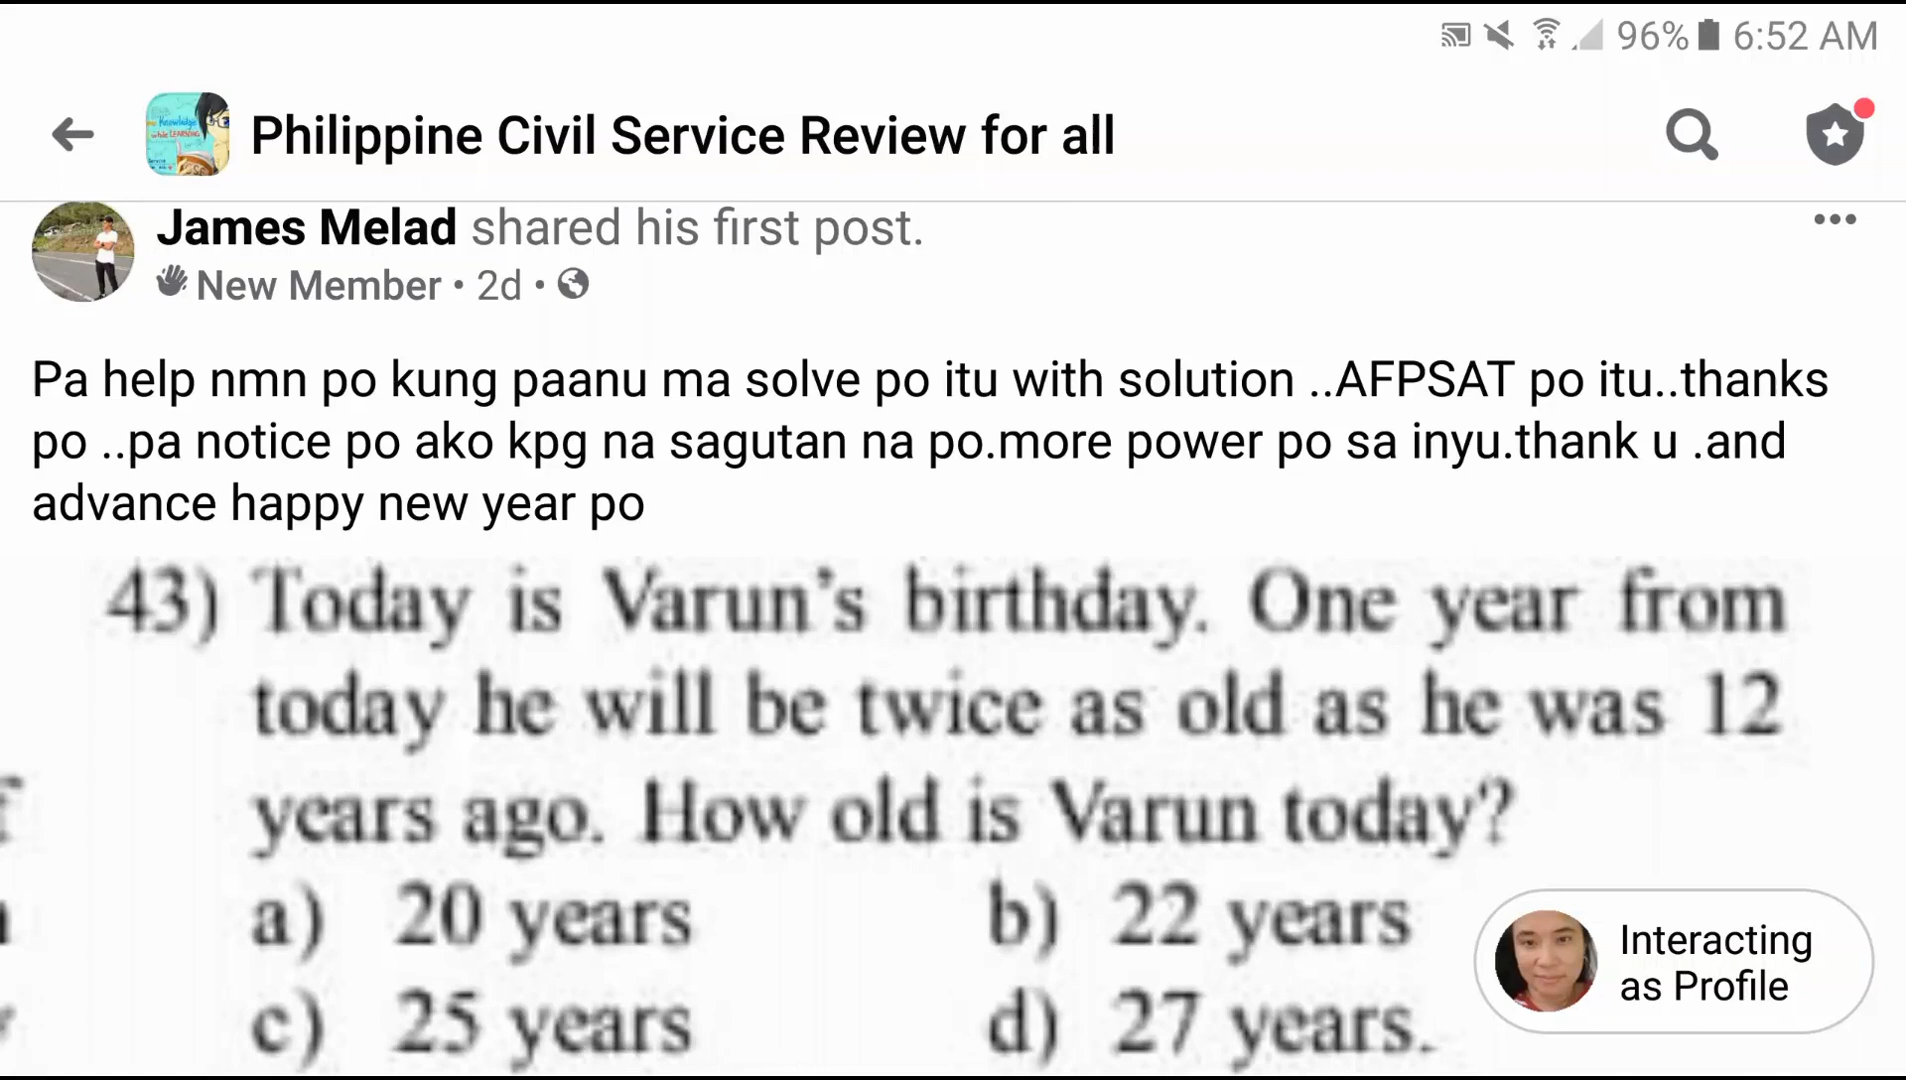 96% 6:52 AM
Philippine Civil Service Review for all
James Melad shared his first post.
New Member • 2d •
Pa help nmn po kung paanu ma solve po itu with solution ..AFPSAT po itu..thanks
po ..pa notice po ako kpg na sagutan na po.more power po sa inyu.thank u .and
advance happy new year po
43) Today is Varun's birthday. One year from
today he will be twice as old as he was 12
years ago. How old is Varun today?
a) 20 years b) 22 years
c) 25 years d) 27 years.
Interacting
as Profile